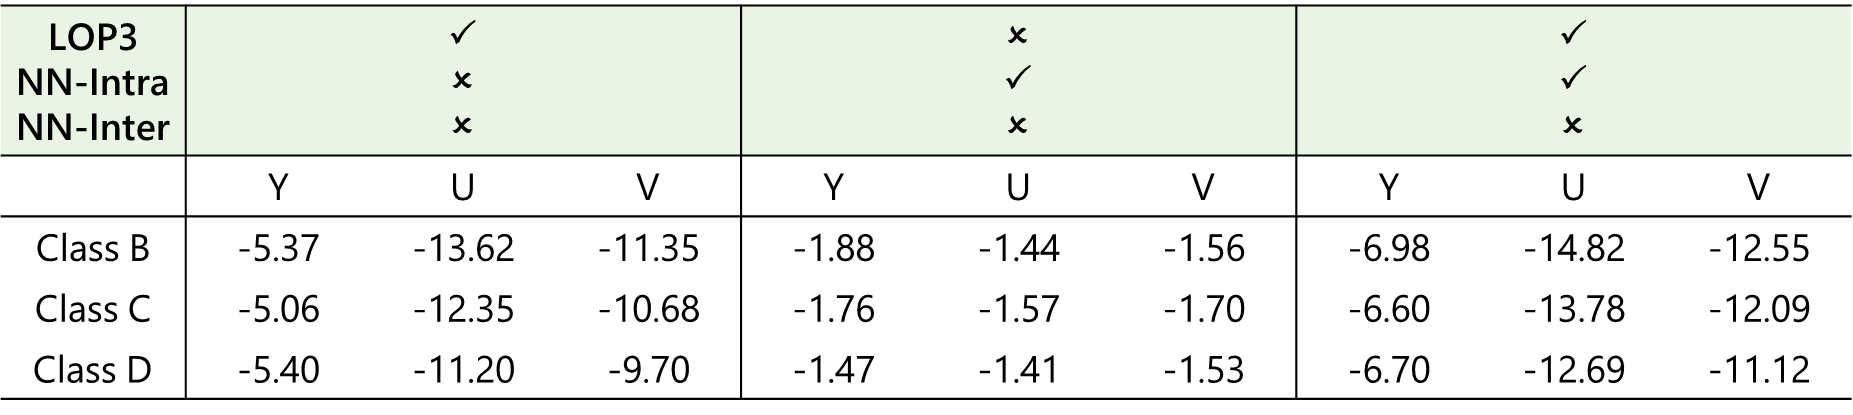 LOP3 ✓ ✗ ✓
NN-Intra ✗ ✓ ✓
NN-Inter ✗ ✗ ✗
Y U V Y U V Y U V
Class B -5.37 -13.62 -11.35 -1.88 -1.44 -1.56 -6.98 -14.82 -12.55
Class C -5.06 -12.35 -10.68 -1.76 -1.57 -1.70 -6.60 -13.78 -12.09
Class D -5.40 -11.20 -9.70 -1.47 -1.41 -1.53 -6.70 -12.69 -11.12